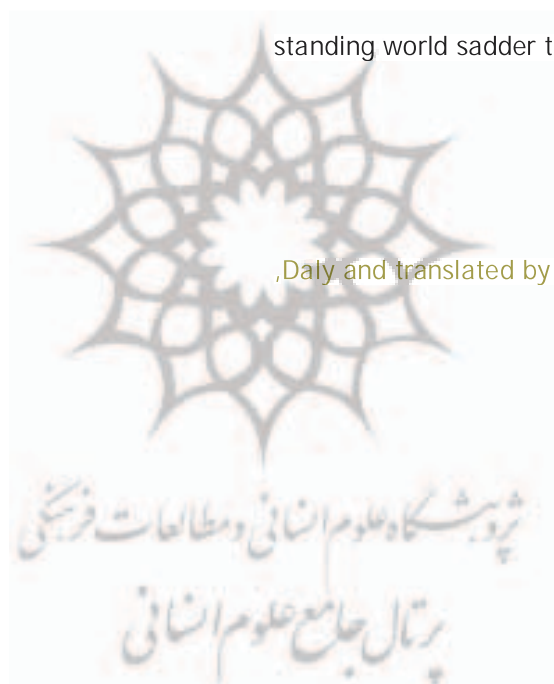 standing world sadder t
,Daly and translated by
پژوهشگاه علوم انسانی و مطالعات فرهنگی
پرتال جامع علوم انسانی